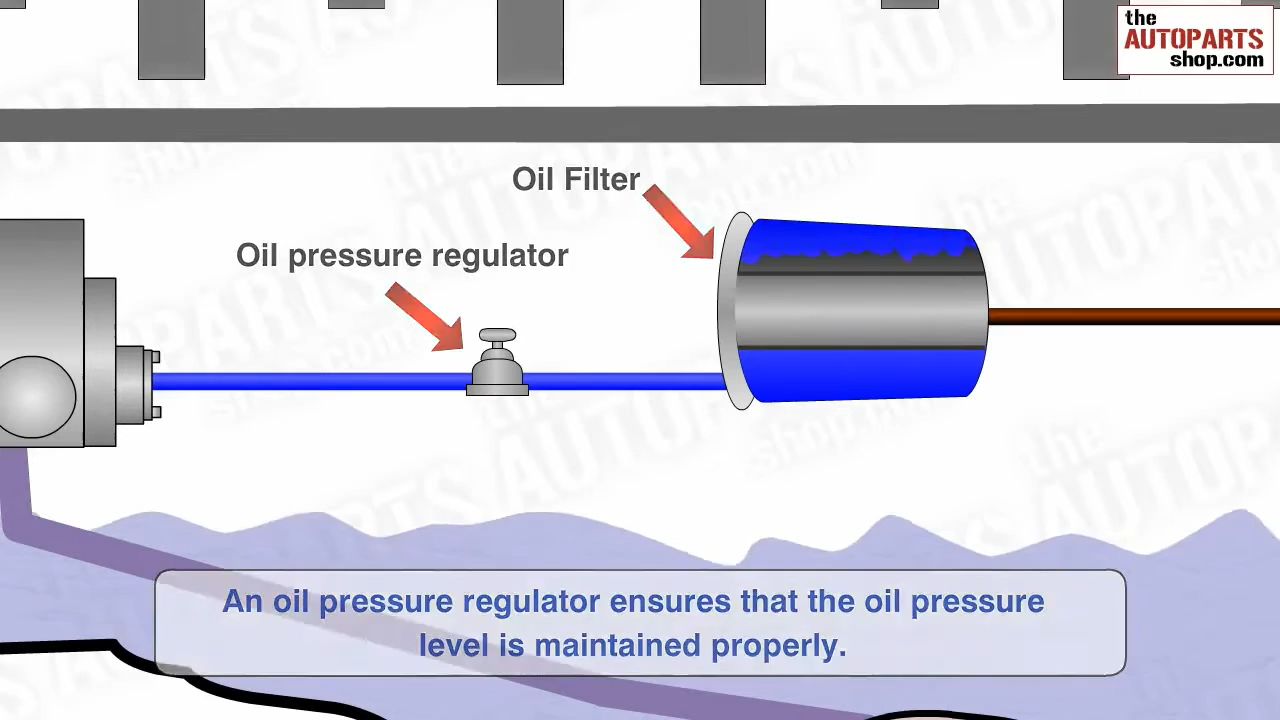 the
AUTOPARTS
shop.com
Oil Filter
Oil pressure regulator
An oil pressure regulator ensures that the oil pressure
level is maintained properly.